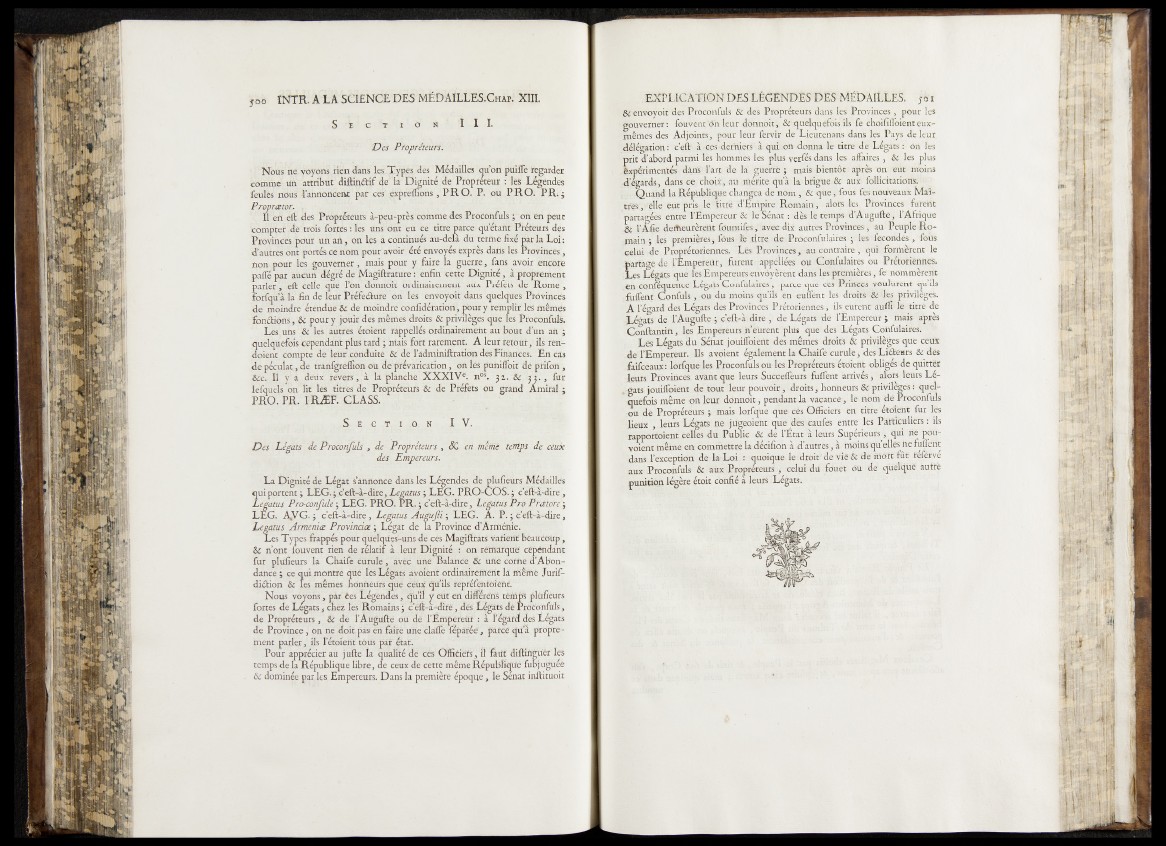 500 INTR. A LA SCIENCE DES MÉDAILLES. CHAP. XIII.
SECTION III.
Des Propréteurs.
Nous ne voyons rien dans les Types des Médailles qu'on puiſſe regarder
comme un attribut diſtinctif de la Dignité de Propréteur : les Légendes
ſeules nous l'annoncent par ces expreſſions, PRO. P. ou PRO. PR.;
Proprætor.
Il en eſt des Propréteurs à-peu-près comme des Proconſuls ; on en peut
compter de trois ſortes : les uns ont eu ce titre parce qu'étant Préteurs des
Provinces pour un an, on les a continués au-delà du terme fixé par la Loi :
d'autres ont portés ce nom pour avoir été envoyés exprès dans les Provinces,
non pour les gouverner, mais pour y faire la guerre, ſans avoir encore
paſſé par aucun dégré de Magiſtrature : enfin cette Dignité, à proprement
parler, eſt celle que l'on donnoit ordinairement aux Préfets de Rome,
lorſqu'à la fin de leur Préfecture on les envoyoit dans quelques Provinces
de moindre étendue & de moindre conſidération, pour y remplir les mêmes
fonctions, & pour y jouir des mêmes droits & privilèges que les Proconſuls.
Les uns & les autres étoient rappellés ordinairement au bout d'un an ;
quelquefois cependant plus tard ; mais fort rarement. A leur retour, ils ren-
doient compte de leur conduite & de l'adminiſtration des Finances. En cas
de péculat, de tranſgreſſion ou de prévarication, on les puniſſoit de priſon,
&c. Il y a deux revers, à la planche XXXIVe. nos. 32. & 33., ſur
leſquels on lit les titres de Propréteurs & de Préfets ou grand Amiral ;
PRO. PR. PRÆF. CLASS.
SECTION IV.
Des Légats de Proconſuls, de Propréteurs, & en même temps de ceux
des Empereurs.
La Dignité de Légat s'annonce dans les Légendes de pluſieurs Médailles
qui portent ; LEG. ; c'eſt-à-dire, Legatus ; LEG. PRO-COS. ; c'eſt-à-dire,
Legatus Pro-conſule ; LEG. PRO. PR. ; c'eſt-à-dire, Legatus Pro Prætore ;
LEG. AVG. ; c'eſt-à-dire, Legatus Auguſti ; LEG. A. P. ; c'eſt-à-dire,
Legatus Armeniæ Provinciæ ; Légat de la Province d'Arménie.
Les Types frappés pour quelques-uns de ces Magiſtrats varient beaucoup,
& n'ont ſouvent rien de rélatif à leur Dignité : on remarque cependant
ſur pluſieurs la Chaiſe curule, avec une Balance & une corne d'Abon-
dance ; ce qui montre que les Légats avoient ordinairement la même Juriſ-
diction & les mêmes honneurs que ceux qu'ils repréſentoient.
Nous voyons, par ces Légendes, qu'il y eut en différens temps pluſieurs
ſortes de Légats, chez les Romains ; c'eſt-à-dire, des Légats de Proconſuls,
de Propréteurs, & de l'Auguſte ou de l'Empereur : à l'égard des Légats
de Province, on ne doit pas en faire une claſſe ſéparée, parce qu'à propre-
ment parler, ils l'étoient tous par état.
Pour apprécier au juſte la qualité de ces Officiers, il faut diſtinguer les
temps de la République libre, de ceux de cette même République ſubjuguée
& dominée par les Empereurs. Dans la première époque, le Sénat inſtituoit
EXPLICATION DES LÉGENDES DES MÉDAILLES. 501
& envoyoit des Proconſuls & des Propréteurs dans les Provinces, pour les
gouverner : ſouvent on leur donnoit, & quelquefois ils ſe choiſiſſoient eux-
mêmes des Adjoints, pour leur ſervir de Lieutenans dans les Pays de leur
délégation : c'eſt à ces derniers à qui on donna le titre de Légats : on les
prit d'abord parmi les hommes les plus verſés dans les affaires, & les plus
expérimentés dans l'art de la guerre ; mais bientôt après on eut moins
d'égards, dans ce choix, au mérite qu'à la brigue & aux ſollicitations.
Quand la République changea de nom, & que, ſous ſes nouveaux Maî-
tres, elle eut pris le titre d'Empire Romain, alors les Provinces furent
partagées entre l'Empereur & le Sénat : dès le temps d'Auguſte, l'Afrique
& l'Aſie demeurèrent ſoumiſes, avec dix autres Provinces, au Peuple Ro-
main ; les premières, ſous le titre de Proconſulaires ; les ſecondes, ſous
celui de Proprétoriennes. Les Provinces, au contraire, qui formèrent le
partage de l'Empereur, furent appellées ou Conſulaires ou Prétoriennes.
Les Légats que les Empereurs envoyèrent dans les premières, ſe nommèrent
en conſéquence Légats Conſulaires, parce que ces Princes voulurent qu'ils
fuſſent Conſuls, ou du moins qu'ils en euſſent les droits & les privilèges.
A l'égard des Légats des Provinces Prétoriennes, ils eurent auſſi le titre de
Légats de l'Auguſte ; c'eſt-à dire, de Légats de l'Empereur ; mais après
Conſtantin, les Empereurs n'eurent plus que des Légats Conſulaires.
Les Légats du Sénat jouiſſoient des mêmes droits & privilèges que ceux
de l'Empereur. Ils avoient également la Chaiſe curule, des Licteurs & des
faiſceaux : lorſque les Proconſuls ou les Propréteurs étoient obligés de quitter
leurs Provinces avant que leurs Succeſſeurs fuſſent arrivés, alors leurs Lé-
gats jouiſſoient de tout leur pouvoir, droits, honneurs & privilèges : quel-
quefois même on leur donnoit, pendant la vacance, le nom de Proconſuls
ou de Propréteurs ; mais lorſque que ces Officiers en titre étoient ſur les
lieux, leurs Légats ne jugeoient que des cauſes entre les Particuliers : ils
rapportoient celles du Public & de l'Etat à leurs Supérieurs, qui ne pou-
voient même en commettre la déciſion à d'autres, à moins qu'elles ne fuſſent
dans l'exception de la Loi : quoique le droit de vie & de mort fût réſervé
aux Proconſuls & aux Propréteurs, celui du fouet ou de quelque autre
punition légère étoit confié à leurs Légats.